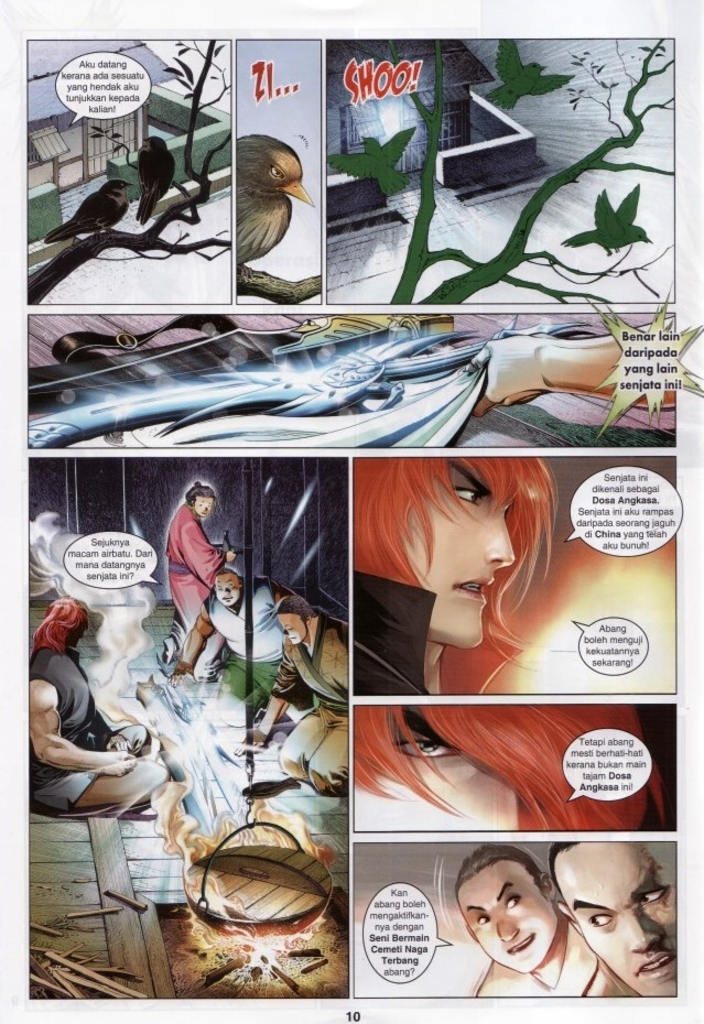 Aku datang
kerana ada sesuatu
yang hendak aku
tunjukkan kepada
kalian!
ZI...
SHOO!
Benar lain
daripada
yang lain
senjata ini!
Sejuknya
macam airbatu. Dari
mana datangnya
senjata ini?
Senjata ini
dikenali sebagai
Dosa Angkasa.
Senjata ini aku rampas
daripada seorang jaguh
di China yang telah
aku bunuh!
Abang
boleh menguji
kekuatannya
sekarang!
Tetapi abang
mesti berhati-hati
kerana bukan main
tajam Dosa
Angkasa ini!
Kan
abang boleh
mengaktifkan-
nya dengan
Seni Bermain
Cemeti Naga
Terbang
abang?
10